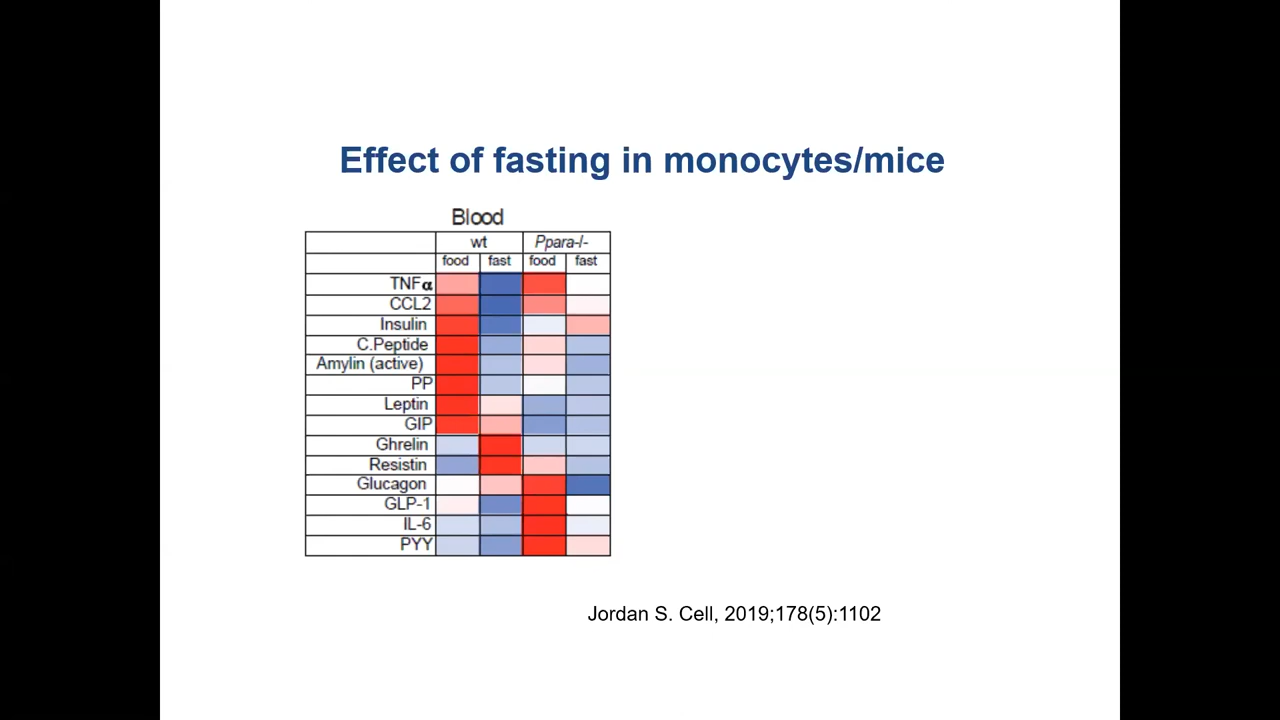 Effect of fasting in monocytes/mice
Blood
wt Ppara-/-
food fast food fast
TNFα
CCL2
Insulin
C.Peptide
Amylin (active)
PP
Leptin
GIP
Ghrelin
Resistin
Glucagon
GLP-1
IL-6
PYY
Jordan S. Cell, 2019;178(5):1102